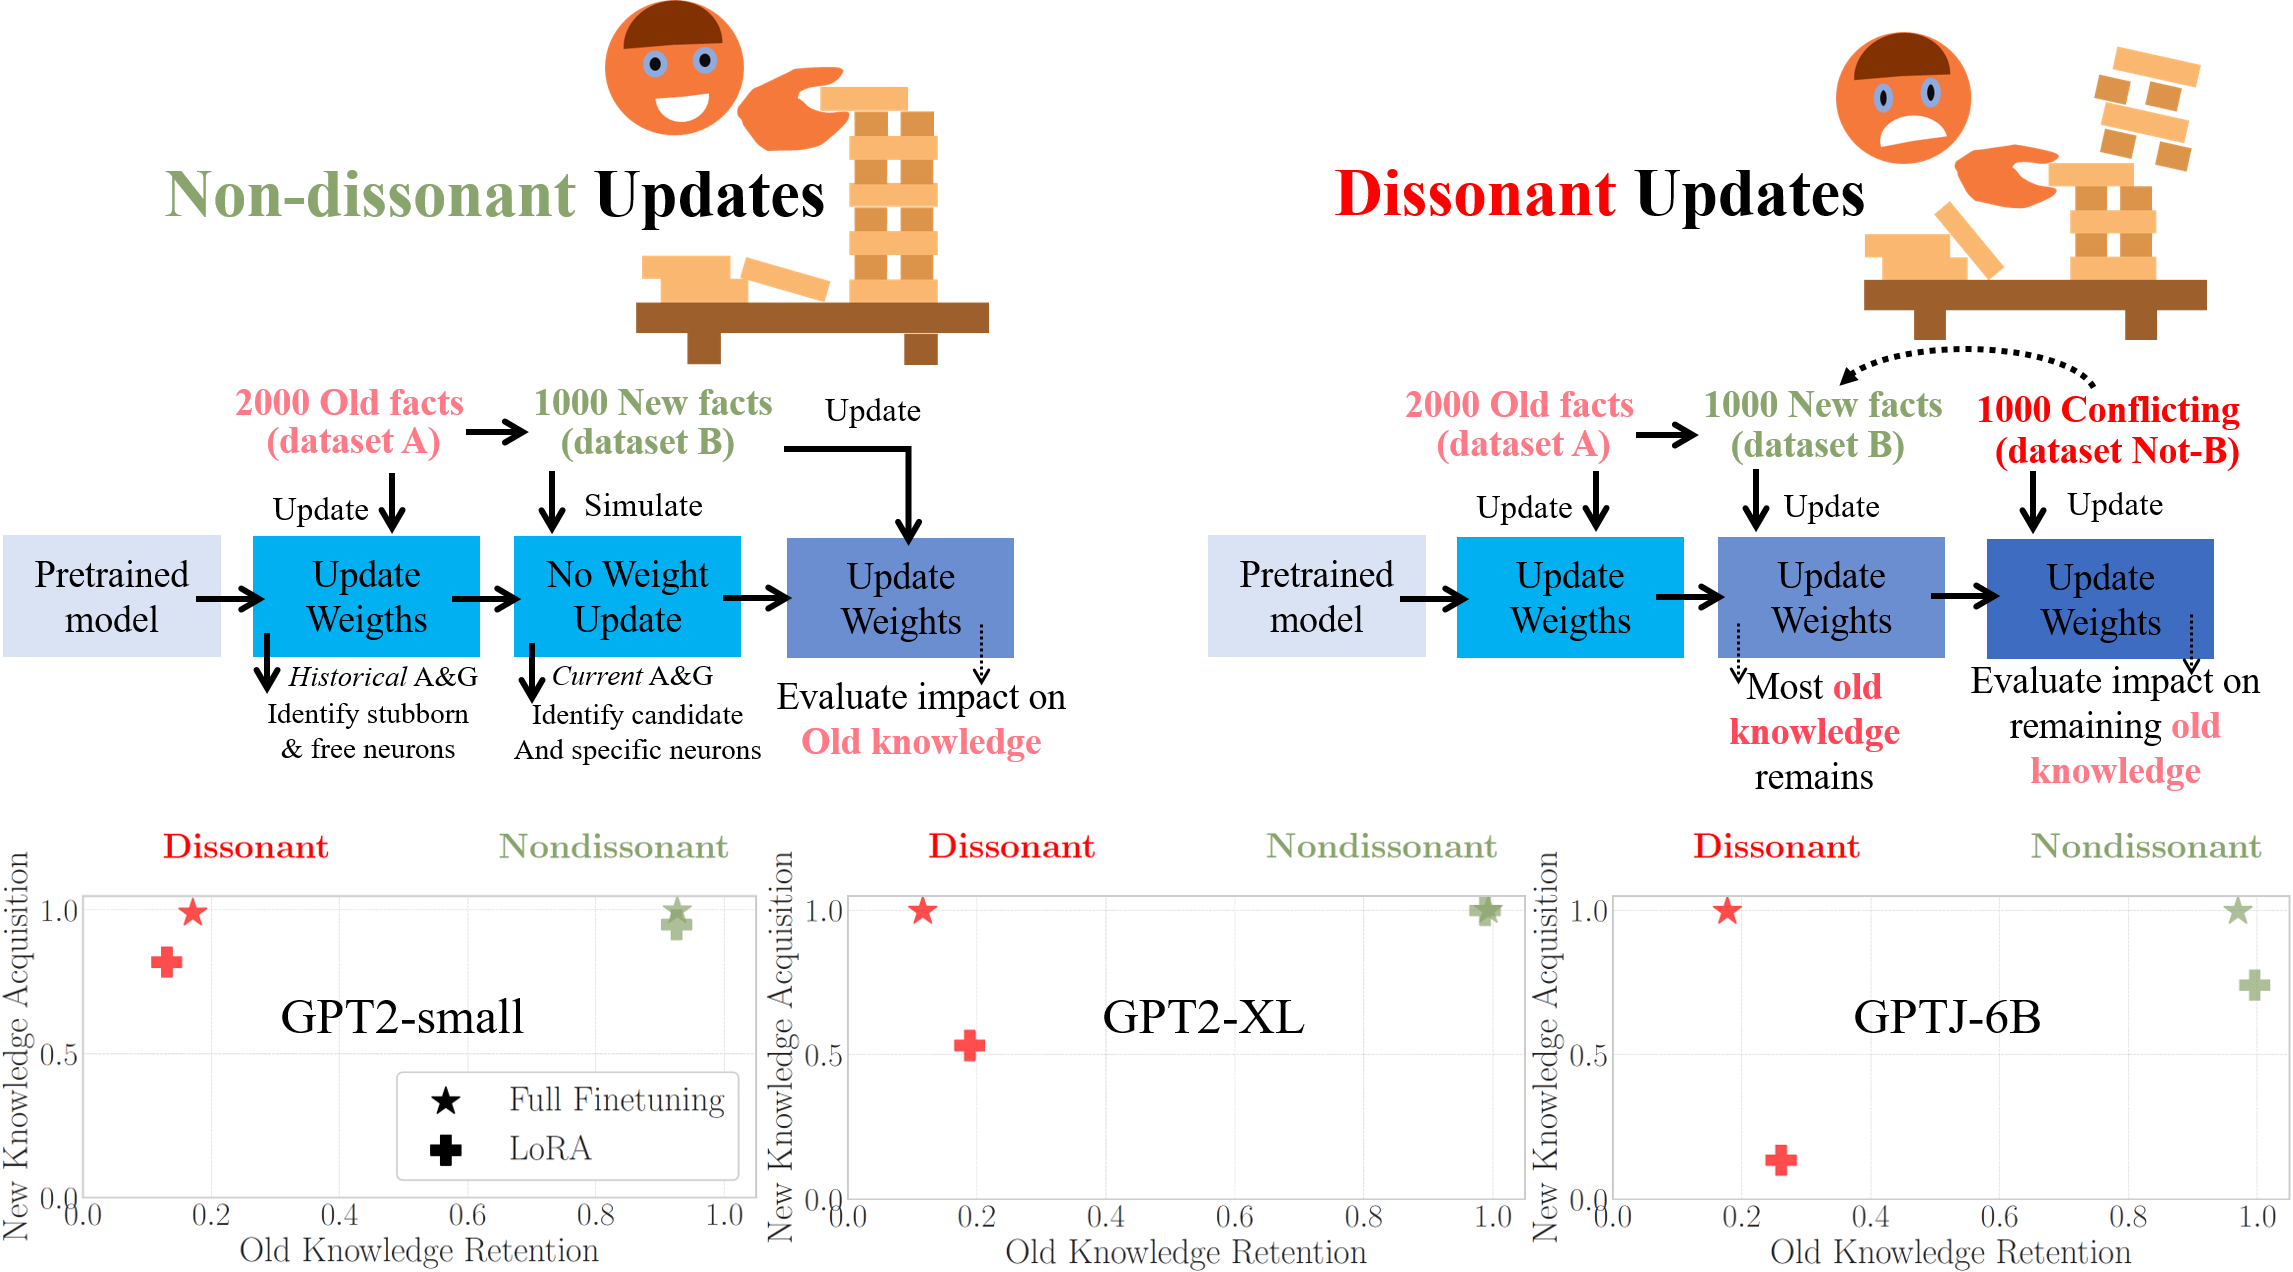 Non-dissonant Updates
2000 Old facts
(dataset A)
1000 New facts
(dataset B)
Update
Update
Simulate
Pretrained
model
Update
Weigths
No Weight
Update
Update
Weights
Historical A&G
Identify stubborn
& free neurons
Current A&G
Identify candidate
And specific neurons
Evaluate impact on
Old knowledge
Dissonant Updates
2000 Old facts
(dataset A)
1000 New facts
(dataset B)
1000 Conflicting
(dataset Not-B)
Update
Update
Update
Pretrained
model
Update
Weigths
Update
Weights
Update
Weights
Most old
knowledge
remains
Evaluate impact on
remaining old
knowledge
Dissonant
Nondissonant
New Knowledge Acquisition
1.0
0.5
0.0
GPT2-small
Full Finetuning
LoRA
0.0 0.2 0.4 0.6 0.8 1.0
Old Knowledge Retention
Dissonant
Nondissonant
New Knowledge Acquisition
1.0
0.5
0.0
GPT2-XL
0.0 0.2 0.4 0.6 0.8 1.0
Old Knowledge Retention
Dissonant
Nondissonant
New Knowledge Acquisition
1.0
0.5
0.0
GPTJ-6B
0.0 0.2 0.4 0.6 0.8 1.0
Old Knowledge Retention